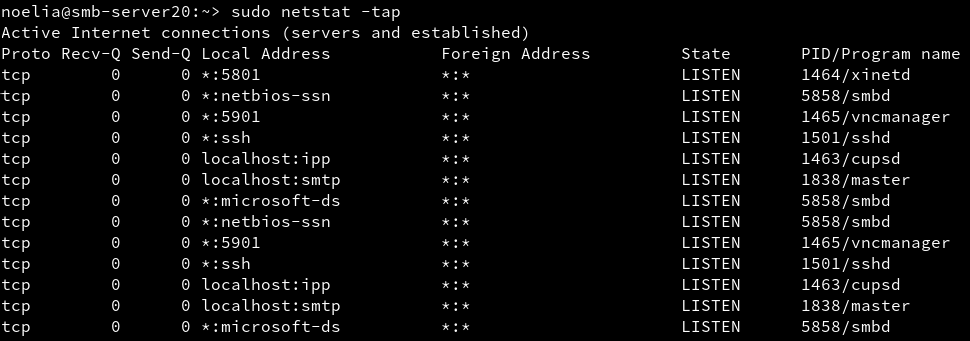 noelia@smb-server20:~> sudo netstat -tap
Active Internet connections (servers and established)
Proto Recv-Q Send-Q Local Address           Foreign Address         State       PID/Program name
tcp        0      0 *:5801                  *:*                     LISTEN      1464/xinetd
tcp        0      0 *:netbios-ssn           *:*                     LISTEN      5858/smbd
tcp        0      0 *:5901                  *:*                     LISTEN      1465/vncmanager
tcp        0      0 *:ssh                   *:*                     LISTEN      1501/sshd
tcp        0      0 localhost:ipp           *:*                     LISTEN      1463/cupsd
tcp        0      0 localhost:smtp          *:*                     LISTEN      1838/master
tcp        0      0 *:microsoft-ds          *:*                     LISTEN      5858/smbd
tcp        0      0 *:netbios-ssn           *:*                     LISTEN      5858/smbd
tcp        0      0 *:5901                  *:*                     LISTEN      1465/vncmanager
tcp        0      0 *:ssh                   *:*                     LISTEN      1501/sshd
tcp        0      0 localhost:ipp           *:*                     LISTEN      1463/cupsd
tcp        0      0 localhost:smtp          *:*                     LISTEN      1838/master
tcp        0      0 *:microsoft-ds          *:*                     LISTEN      5858/smbd